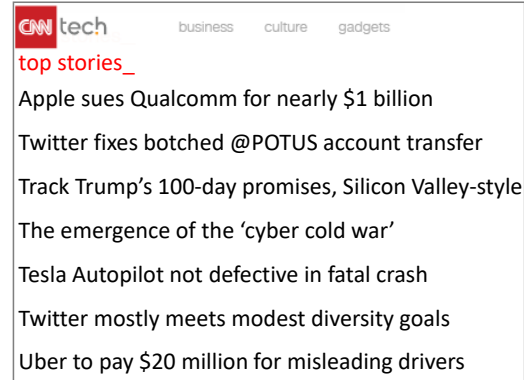 CNN tech business culture gadgets
top stories_
Apple sues Qualcomm for nearly $1 billion
Twitter fixes botched @POTUS account transfer
Track Trump’s 100-day promises, Silicon Valley-style
The emergence of the ‘cyber cold war’
Tesla Autopilot not defective in fatal crash
Twitter mostly meets modest diversity goals
Uber to pay $20 million for misleading drivers